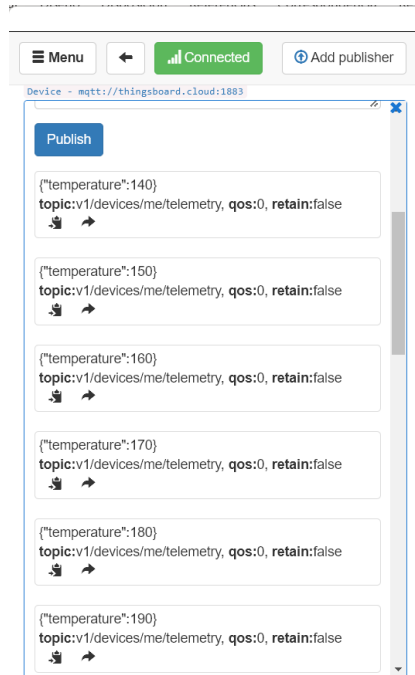 Menu
Connected
Add publisher
Device - mqtt://thingsboard.cloud:1883
Publish
{"temperature":140}
topic:v1/devices/me/telemetry, qos:0, retain:false
{"temperature":150}
topic:v1/devices/me/telemetry, qos:0, retain:false
{"temperature":160}
topic:v1/devices/me/telemetry, qos:0, retain:false
{"temperature":170}
topic:v1/devices/me/telemetry, qos:0, retain:false
{"temperature":180}
topic:v1/devices/me/telemetry, qos:0, retain:false
{"temperature":190}
topic:v1/devices/me/telemetry, qos:0, retain:false